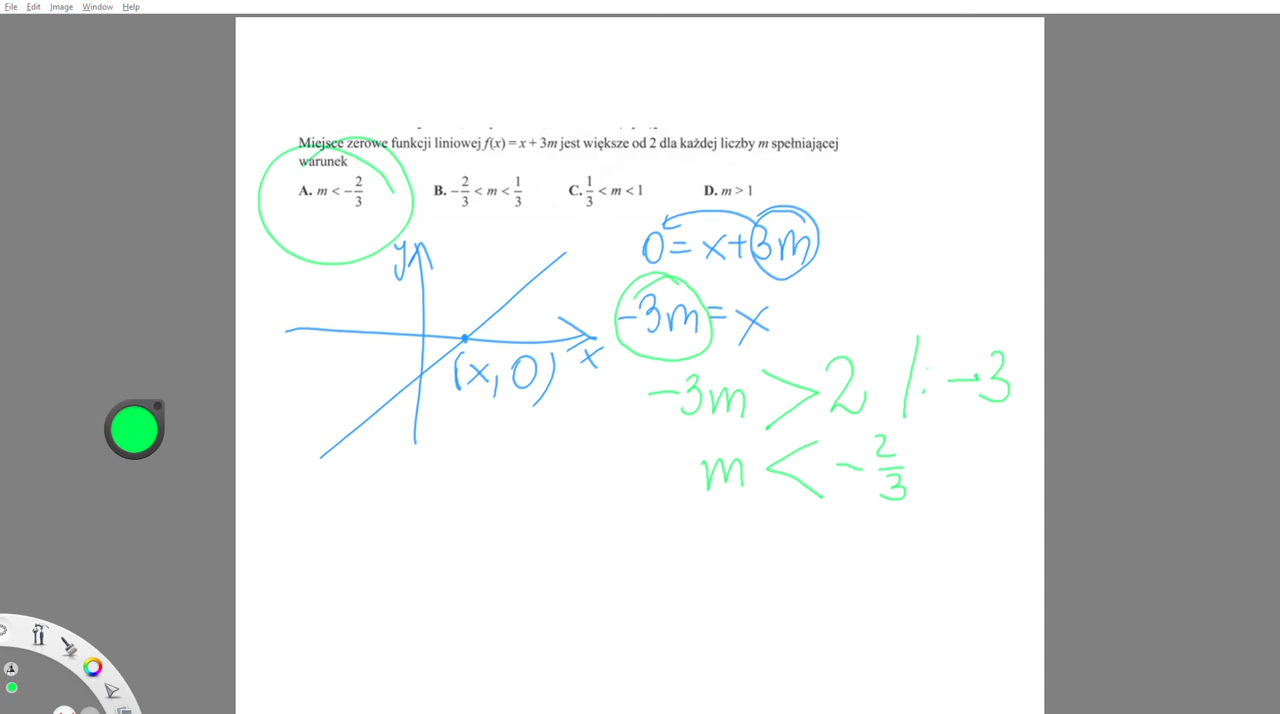 File Edit Image Window Help
Miejsce zerowe funkcji liniowej f(x) = x + 3m jest większe od 2 dla każdej liczby m spełniającej
warunek
A. m < -2/3 B. -2/3 < m < 1/3 C. 1/3 < m < 1 D. m > 1
0 = x + 3m
y
-3m = x
(x, 0) x
-3m > 2 /: -3
m < -2/3